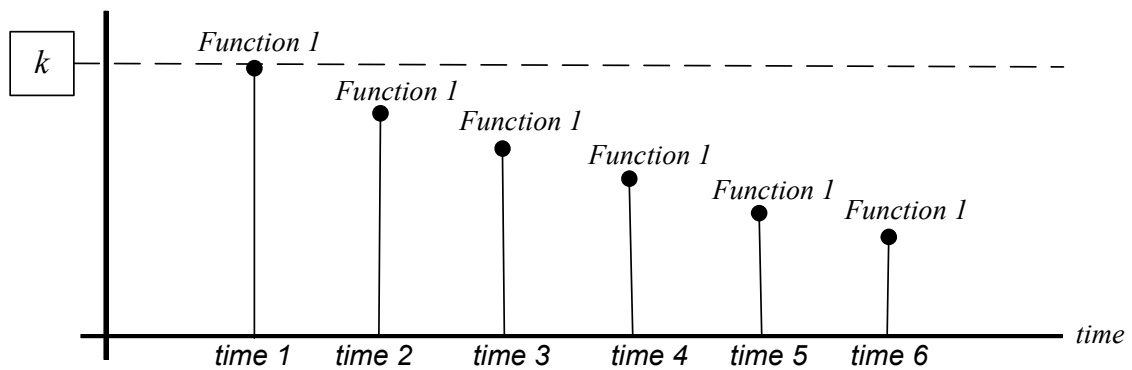 Function 1
k
Function 1
Function 1
Function 1
Function 1
Function 1
time
time 1
time 2
time 3
time 4
time 5
time 6